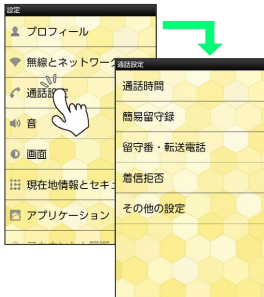 設定
プロフィール
無線とネットワーク
通話設定
音
画面
現在地情報とセキュ
アプリケーション
通話設定
通話時間
簡易留守録
留守番・転送電話
着信拒否
その他の設定